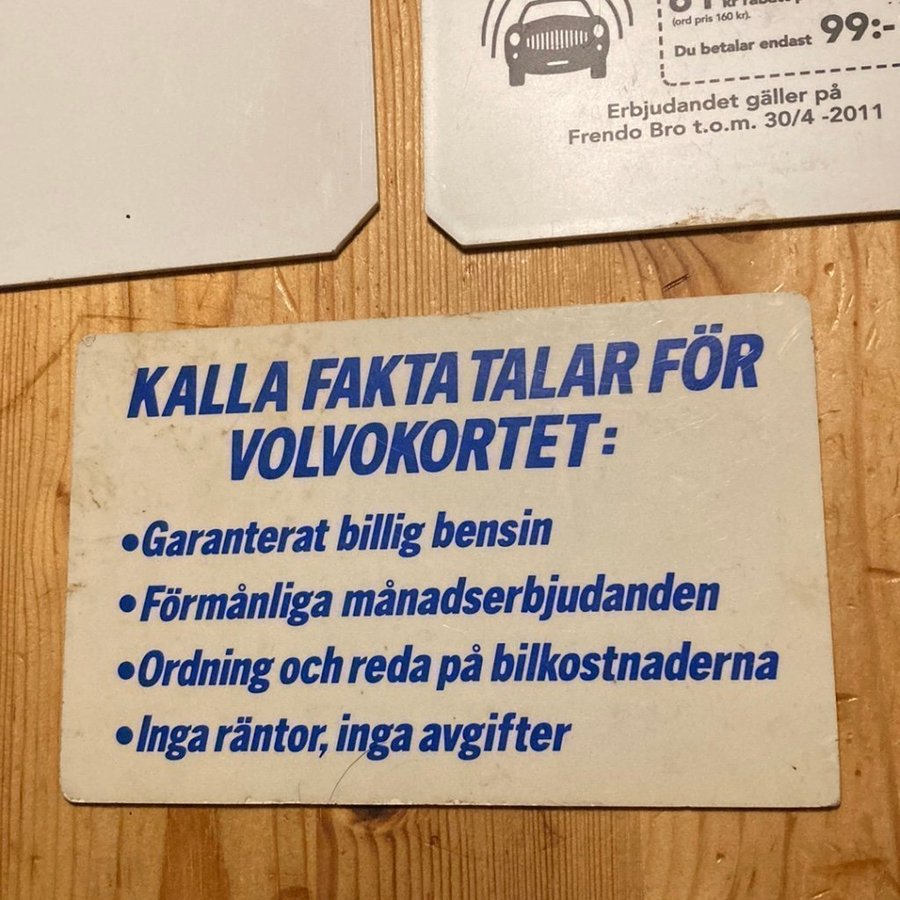 (ord pris 160 kr).
Du betalar endast 99:-
Erbjudandet gäller på
Frendo Bro t.o.m. 30/4 -2011
KALLA FAKTA TALAR FÖR
VOLVOKORTET:
•Garanterat billig bensin
•Förmånliga månadserbjudanden
•Ordning och reda på bilkostnaderna
•Inga räntor, inga avgifter